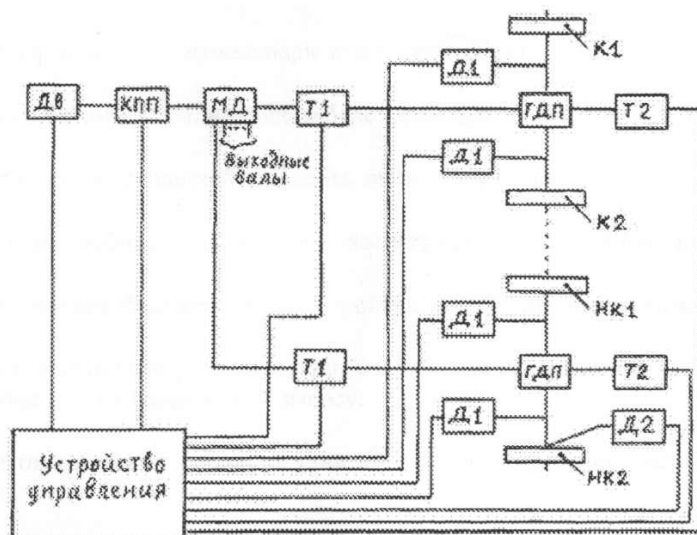 К1
Д1
ДВ
КПП
МД
Т1
ГДП
Т2
выходные
валы
Д1
К2
НК1
Д1
Т1
ГДП
Т2
Д1
Д2
Устройство
управления
НК2